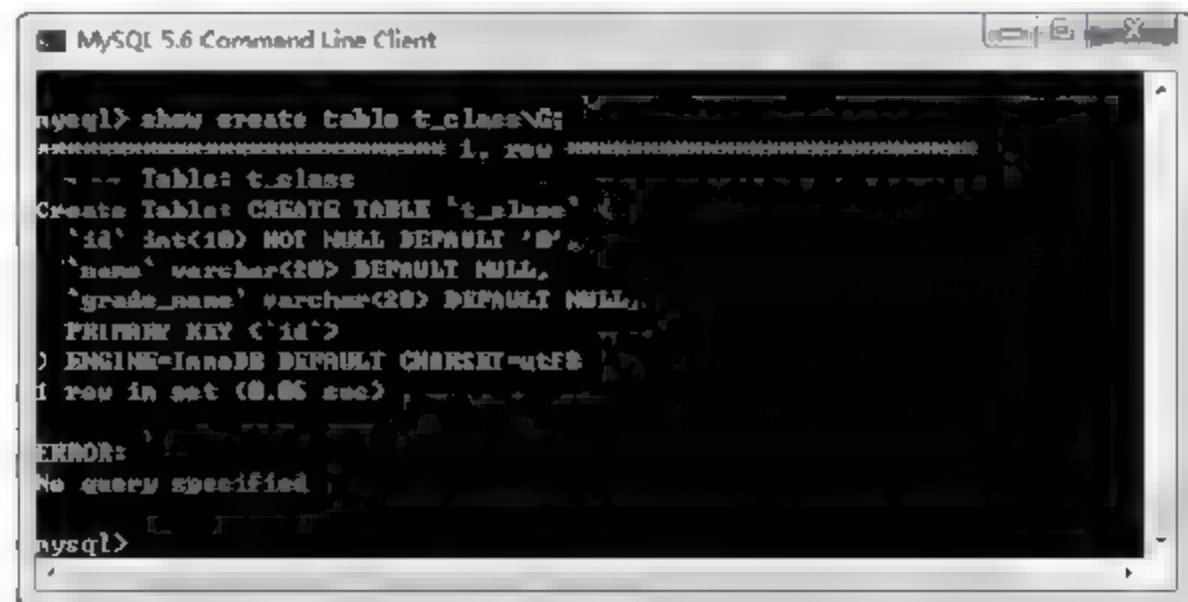 MySQL 5.6 Command Line Client
mysql> show create table t_class\G;
*************************** 1. row ***************************
Table: t_class
Create Table: CREATE TABLE `t_class` (
`id` int(10) NOT NULL DEFAULT '0',
`name` varchar(20) DEFAULT NULL,
`grade_name` varchar(20) DEFAULT NULL,
PRIMARY KEY (`id`)
) ENGINE=InnoDB DEFAULT CHARSET=utf8
1 row in set (0.06 sec)
ERROR:
No query specified
mysql>